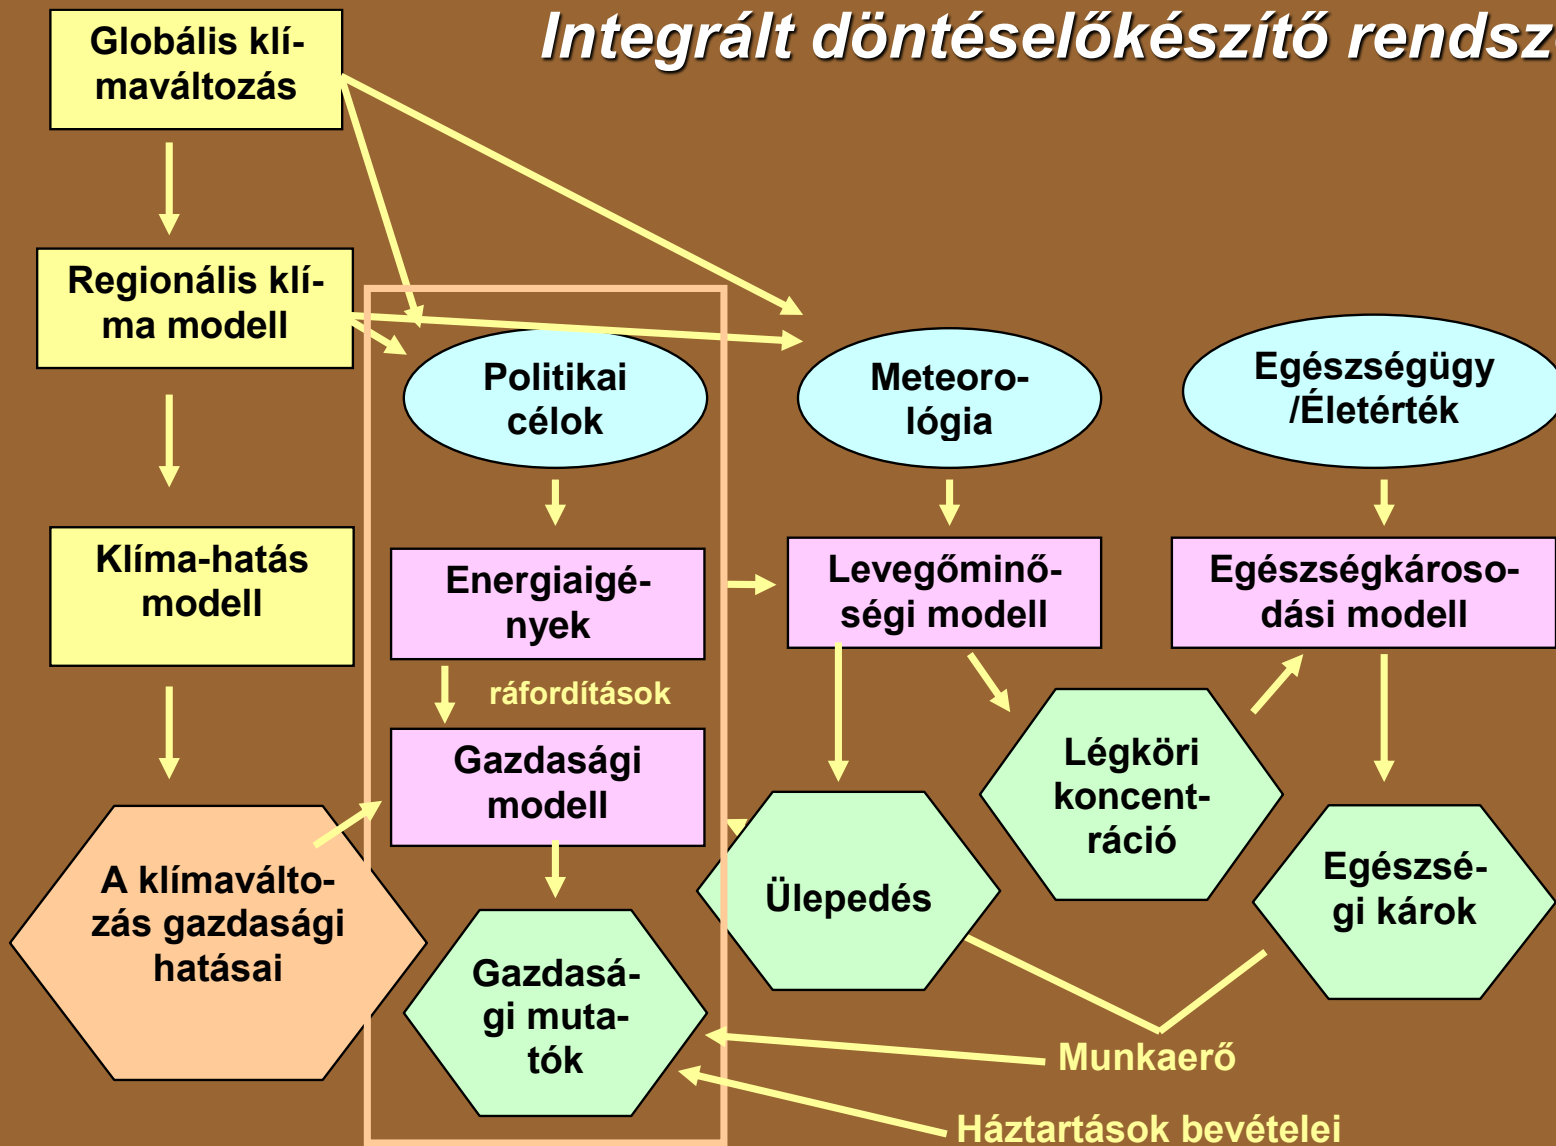 Integrált döntéselőkészítő rendsz
Globális klí-
maváltozás
Regionális klí-
ma modell
Politikai
célok
Meteoro-
lógia
Egészségügy
/Életérték
Klíma-hatás
modell
Energiaigé-
nyek
Levegőminő-
ségi modell
Egészségkároso-
dási modell
ráfordítások
Gazdasági
modell
Légköri
koncent-
ráció
A klímaválto-
zás gazdasági
hatásai
Ülepedés
Egészsé-
gi károk
Gazdasá-
gi muta-
tók
Munkaerő
Háztartások bevételei